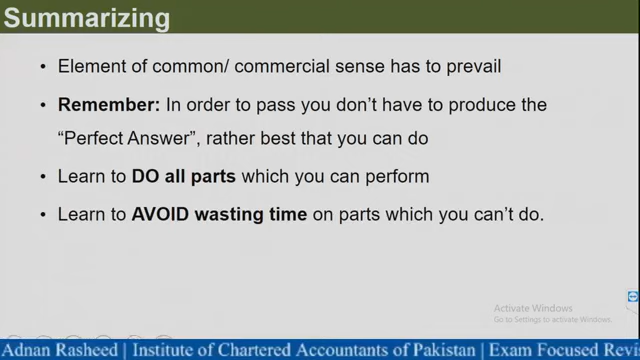 Summarizing
• Element of common/ commercial sense has to prevail
• Remember: In order to pass you don't have to produce the
“Perfect Answer”, rather best that you can do
• Learn to DO all parts which you can perform
• Learn to AVOID wasting time on parts which you can't do.
Activate Windows
Go to Settings to activate Windows.
Adnan Rasheed | Institute of Chartered Accountants of Pakistan | Exam Focused Revi